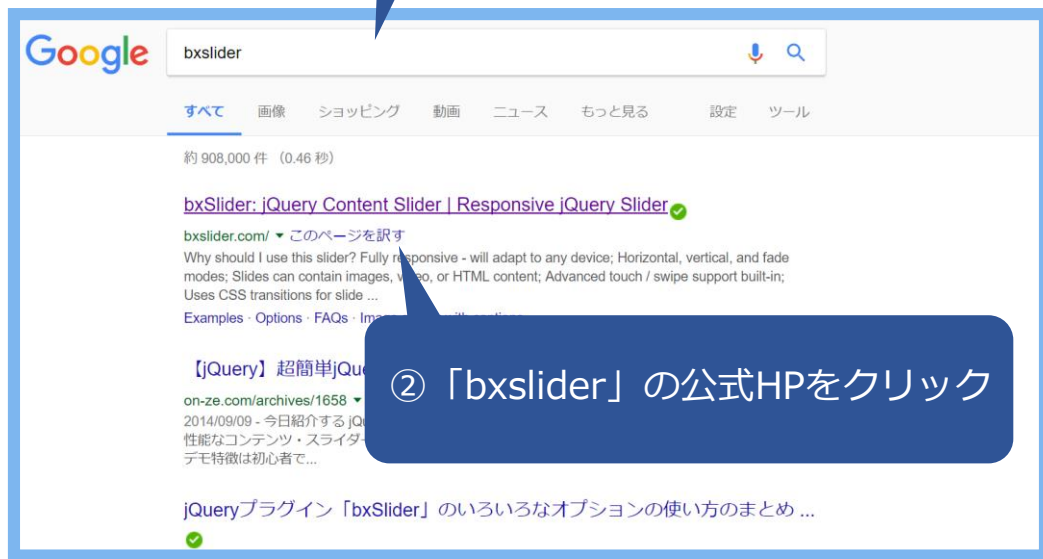 Google
bxslider
すべて 画像 ショッピング 動画 ニュース もっと見る 設定 ツール
約 908,000 件 （0.46 秒）
bxSlider: jQuery Content Slider | Responsive jQuery Slider
bxslider.com/ ▼ このページを訳す
Why should I use this slider? Fully responsive - will adapt to any device; Horizontal, vertical, and fade
modes; Slides can contain images, video, or HTML content; Advanced touch / swipe support built-in;
Uses CSS transitions for slide ...
Examples · Options · FAQs ·
②「bxslider」の公式HPをクリック
【jQuery】超簡単jQue
on-ze.com/archives/1658 ▼
2014/09/09 - 今日紹介する jQ
性能なコンテンツ・スライダー
デモ特徴は初心者で...
jQueryプラグイン「bxSlider」のいろいろなオプションの使い方のまとめ ...